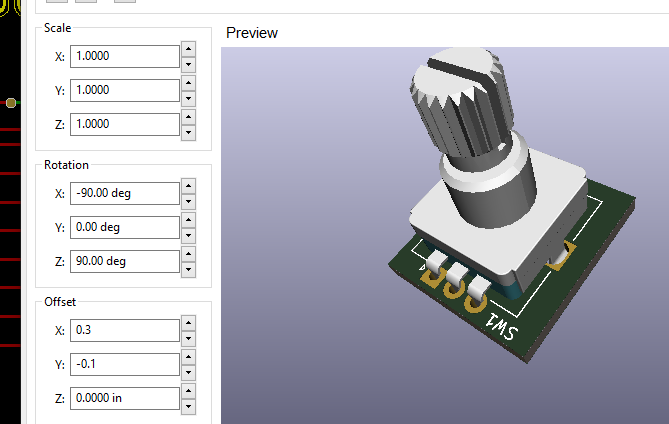 Scale
Preview
X: 1.0000
Y: 1.0000
Z: 1.0000
Rotation
X: -90.00 deg
Y: 0.00 deg
Z: 90.00 deg
Offset
X: 0.3
Y: -0.1
Z: 0.0000 in
SW1